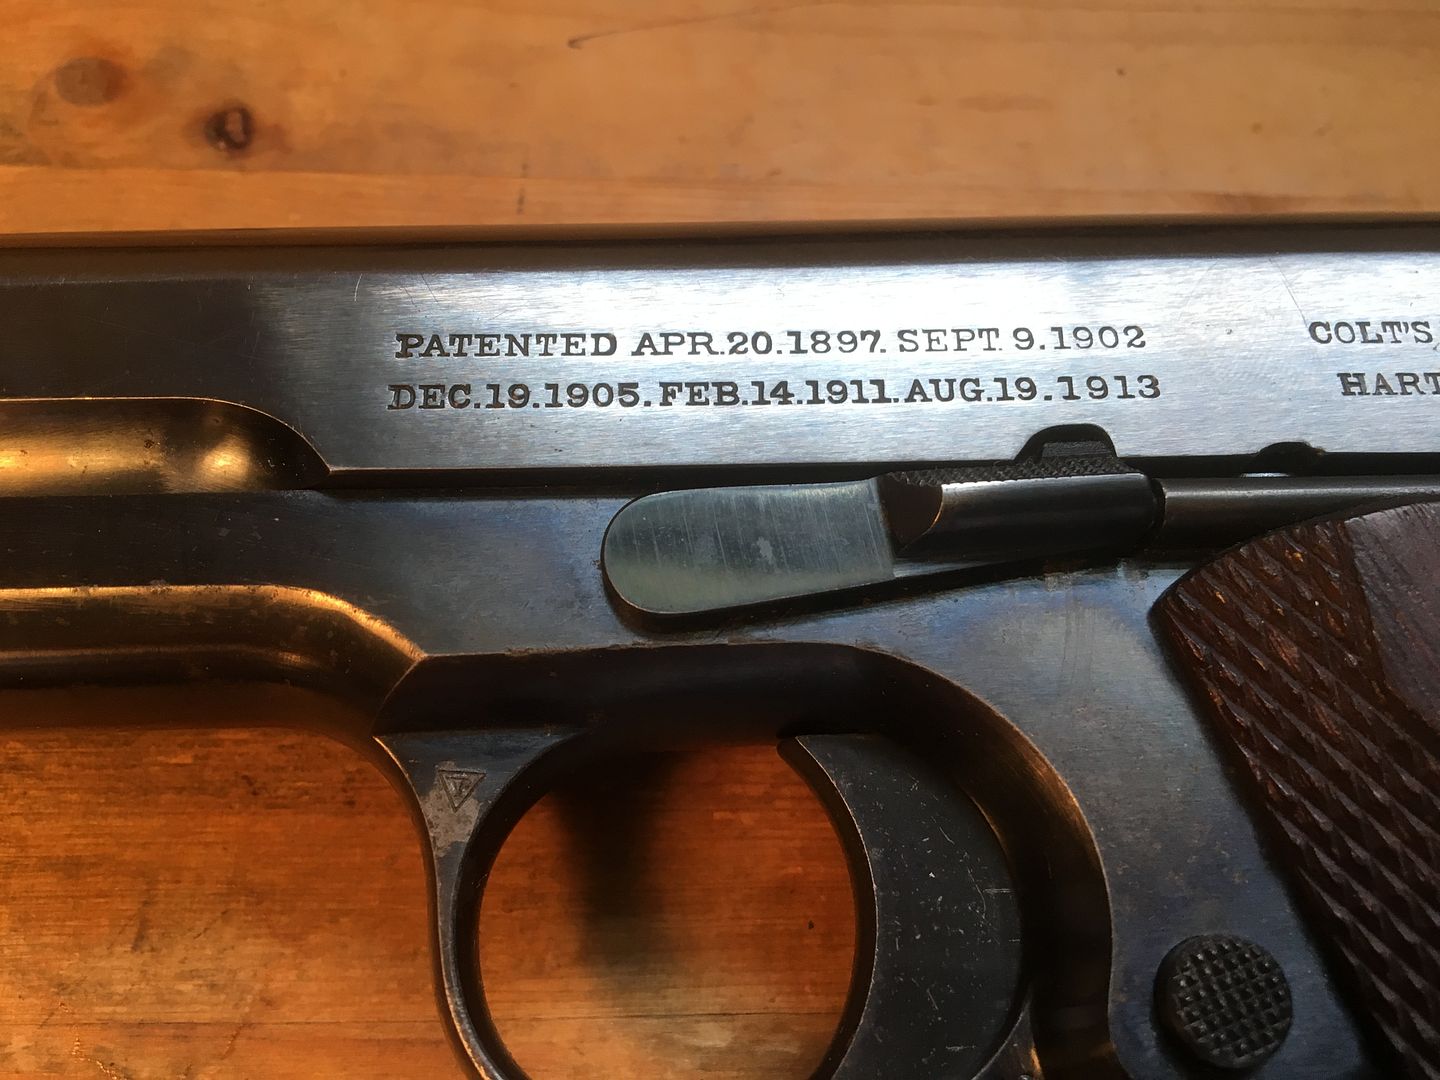 PATENTED APR.20.1897. SEPT. 9.1902
DEC.19.1905. FEB.14.1911. AUG.19.1913
COLT'S
HART